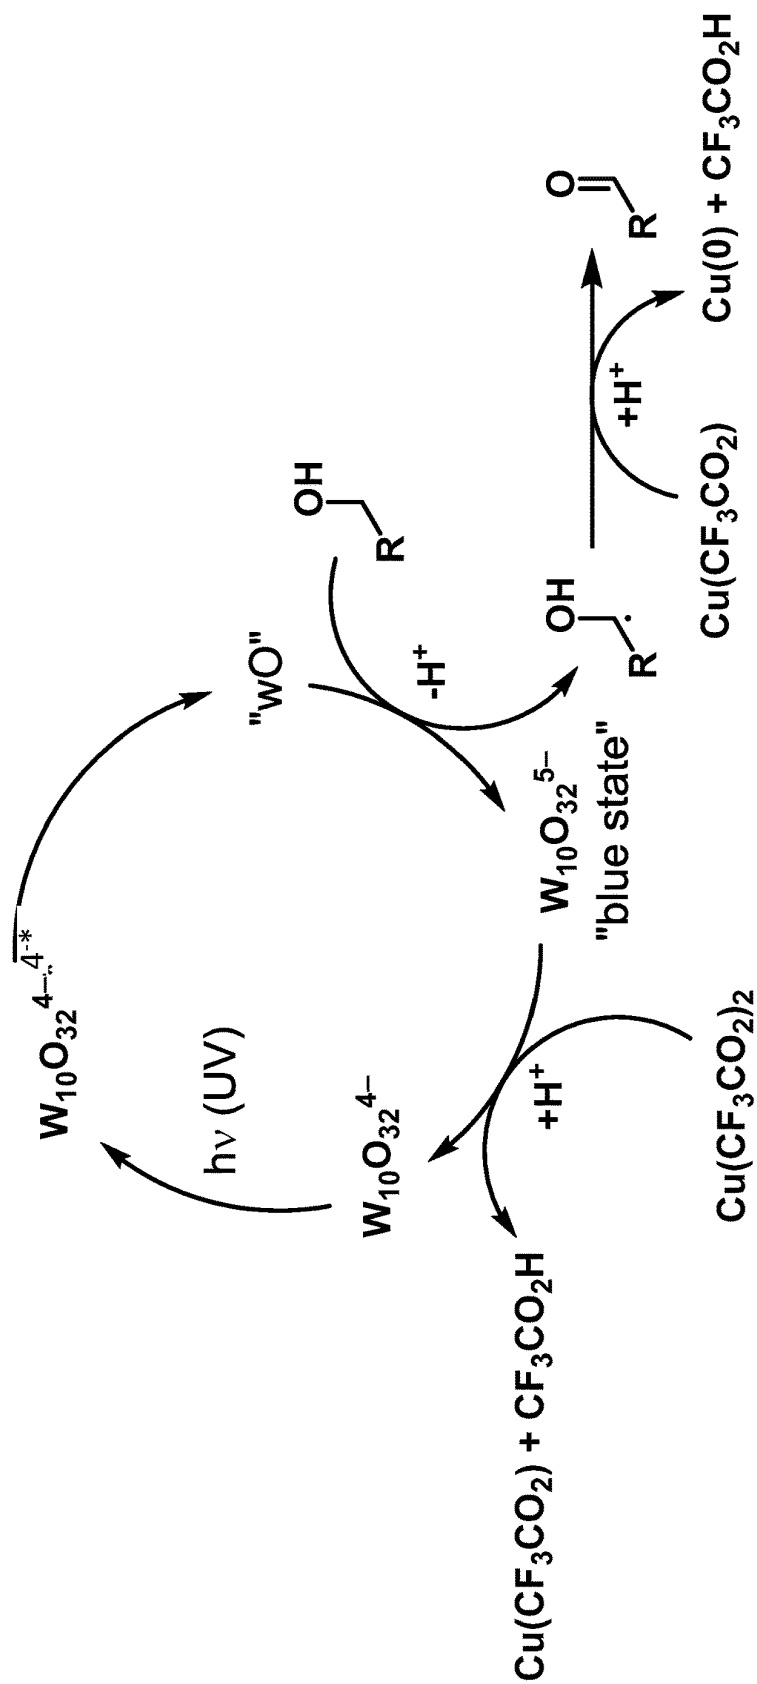 W₁₀O₃₂⁴⁻
4-*
"wO"
hν (UV)
OH
R
-H⁺
W₁₀O₃₂⁴⁻
W₁₀O₃₂⁵⁻
"blue state"
OH
R
O
R
+H⁺
+H⁺
Cu(CF₃CO₂) + CF₃CO₂H
Cu(CF₃CO₂)₂
Cu(CF₃CO₂)
Cu(0) + CF₃CO₂H